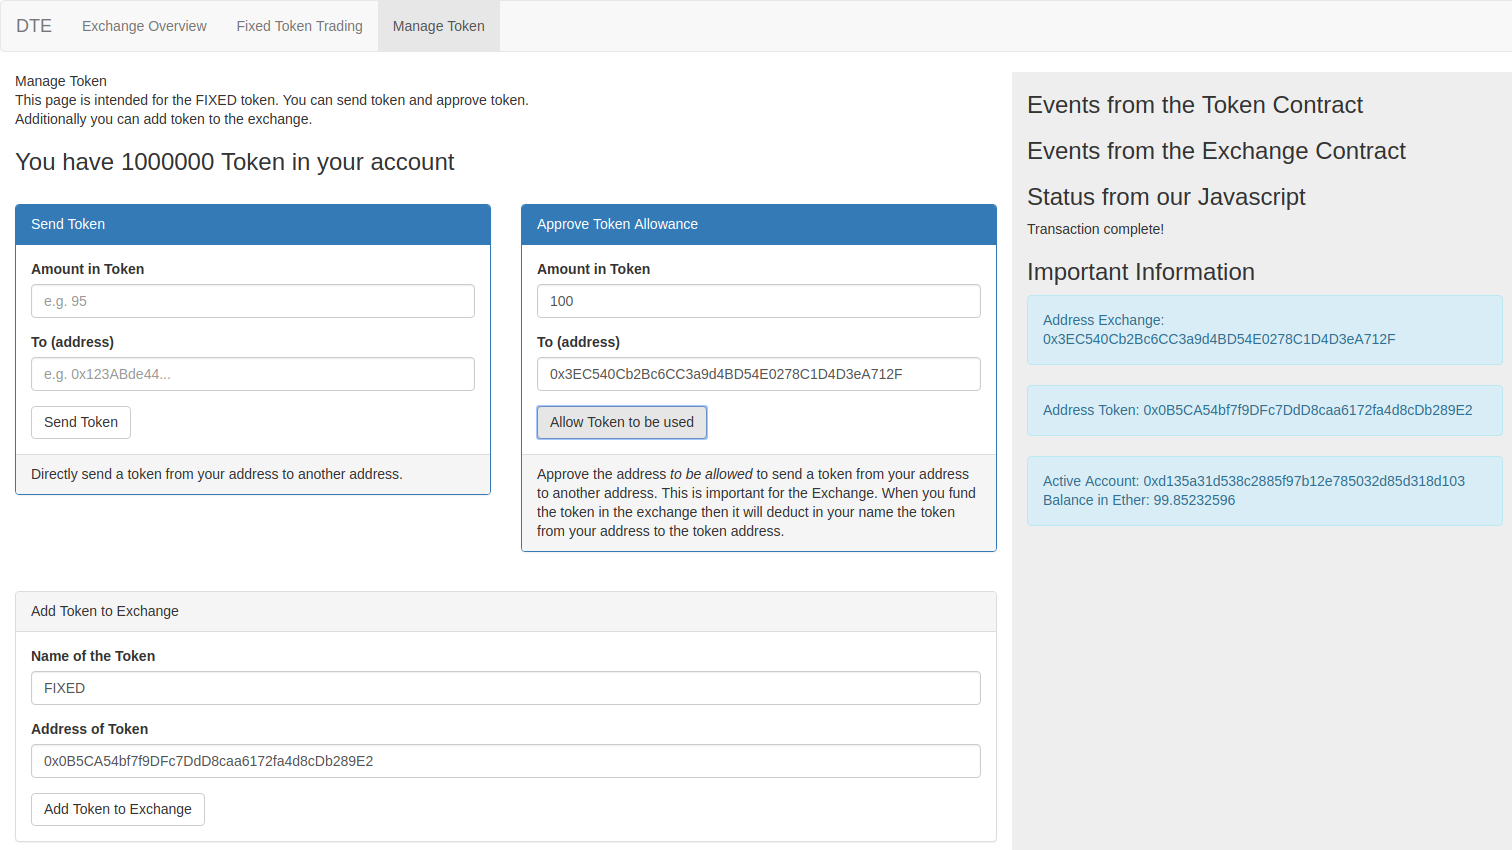 DTE
Exchange Overview
Fixed Token Trading
Manage Token
Manage Token
This page is intended for the FIXED token. You can send token and approve token.
Additionally you can add token to the exchange.
You have 1000000 Token in your account
Send Token
Amount in Token
e.g. 95
To (address)
e.g. 0x123ABde44...
Send Token
Directly send a token from your address to another address.
Approve Token Allowance
Amount in Token
100
To (address)
0x3EC540Cb2Bc6CC3a9d4BD54E0278C1D4D3eA712F
Allow Token to be used
Approve the address to be allowed to send a token from your address
to another address. This is important for the Exchange. When you fund
the token in the exchange then it will deduct in your name the token
from your address to the token address.
Add Token to Exchange
Name of the Token
FIXED
Address of Token
0x0B5CA54bf7f9DFc7DdD8caa6172fa4d8cDb289E2
Add Token to Exchange
Events from the Token Contract
Events from the Exchange Contract
Status from our Javascript
Transaction complete!
Important Information
Address Exchange:
0x3EC540Cb2Bc6CC3a9d4BD54E0278C1D4D3eA712F
Address Token: 0x0B5CA54bf7f9DFc7DdD8caa6172fa4d8cDb289E2
Active Account: 0xd135a31d538c2885f97b12e785032d85d318d103
Balance in Ether: 99.85232596